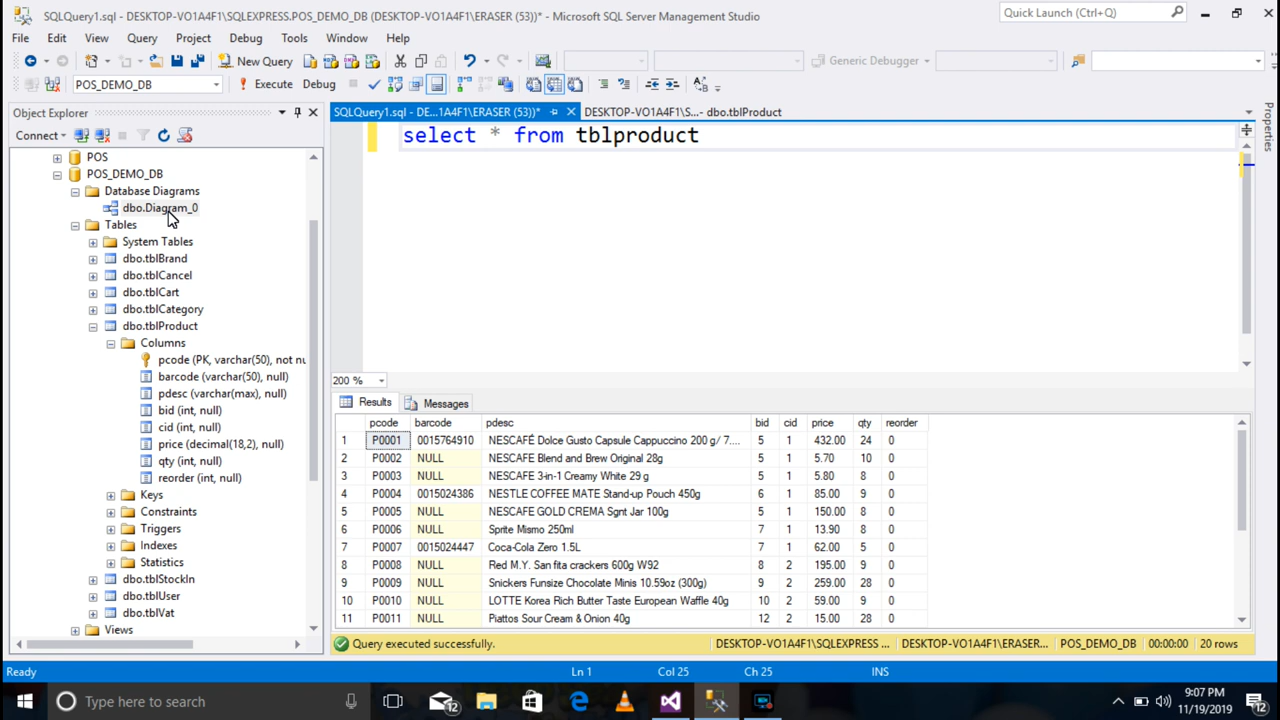 SQLQuery1.sql - DESKTOP-VO1A4F1\SQLEXPRESS.POS_DEMO_DB (DESKTOP-VO1A4F1\ERASER (53))* - Microsoft SQL Server Management Studio
Quick Launch (Ctrl+Q)
File Edit View Query Project Debug Tools Window Help
New Query
Generic Debugger
POS_DEMO_DB
Execute Debug
Object Explorer
SQLQuery1.sql - DE...1A4F1\ERASER (53))*
DESKTOP-VO1A4F1\S...- dbo.tblProduct
Properties
Connect
select * from tblproduct
POS
POS_DEMO_DB
Database Diagrams
dbo.Diagram_0
Tables
System Tables
dbo.tblBrand
dbo.tblCancel
dbo.tblCart
dbo.tblCategory
dbo.tblProduct
Columns
pcode (PK, varchar(50), not nu
barcode (varchar(50), null)
pdesc (varchar(max), null)
bid (int, null)
cid (int, null)
price (decimal(18,2), null)
qty (int, null)
reorder (int, null)
Keys
Constraints
Triggers
Indexes
Statistics
dbo.tblStockIn
dbo.tblUser
dbo.tblVat
Views
200 %
Results Messages
pcode barcode pdesc bid cid price qty reorder
1 P0001 0015764910 NESCAFÉ Dolce Gusto Capsule Cappuccino 200 g/ 7.... 5 1 432.00 24 0
2 P0002 NULL NESCAFE Blend and Brew Original 28g 5 1 5.70 10 0
3 P0003 NULL NESCAFE 3-in-1 Creamy White 29 g 5 1 5.80 8 0
4 P0004 0015024386 NESTLE COFFEE MATE Stand-up Pouch 450g 6 1 85.00 9 0
5 P0005 NULL NESCAFE GOLD CREMA Sgnt Jar 100g 5 1 150.00 8 0
6 P0006 NULL Sprite Mismo 250ml 7 1 13.90 8 0
7 P0007 0015024447 Coca-Cola Zero 1.5L 7 1 62.00 5 0
8 P0008 NULL Red M.Y. San fita crackers 600g W92 8 2 195.00 9 0
9 P0009 NULL Snickers Funsize Chocolate Minis 10.59oz (300g) 9 2 259.00 28 0
10 P0010 NULL LOTTE Korea Rich Butter Taste European Waffle 40g 10 2 59.00 9 0
11 P0011 NULL Piattos Sour Cream & Onion 40g 12 2 15.00 28 0
Query executed successfully.
DESKTOP-VO1A4F1\SQLEXPRESS ... DESKTOP-VO1A4F1\ERASER... POS_DEMO_DB 00:00:00 20 rows
Ready
Ln 1 Col 25 Ch 25 INS
Type here to search
12
9:07 PM
11/19/2019
12